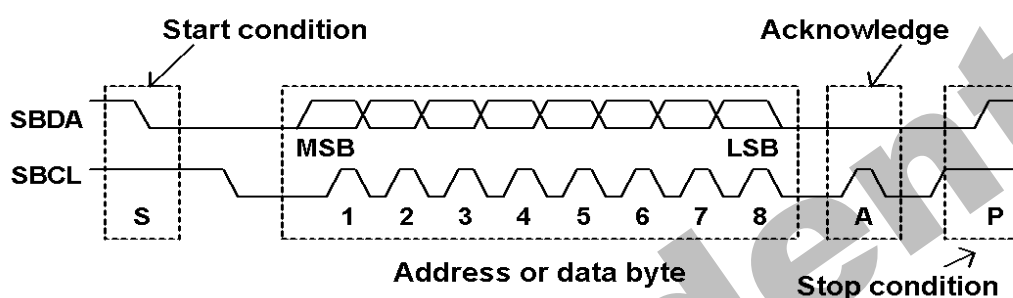 Start condition
Acknowledge
SBDA
MSB
LSB
SBCL
S
1 2 3 4 5 6 7 8
A
P
Address or data byte
Stop condition